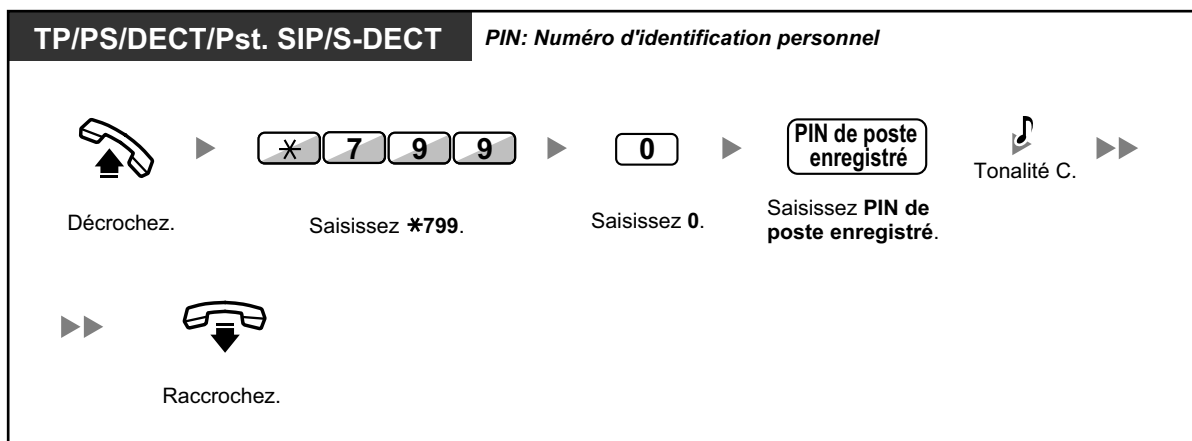 TP/PS/DECT/Pst. SIP/S-DECT PIN: Numéro d'identification personnel
* 7 9 9
0
PIN de poste
enregistré
Tonalité C.
Décrochez.
Saisissez *799.
Saisissez 0.
Saisissez PIN de
poste enregistré.
Raccrochez.